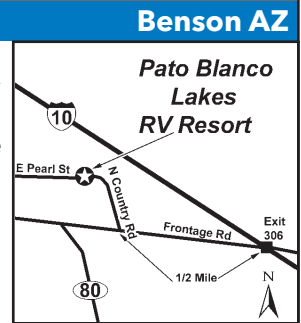 Benson AZ
Pato Blanco
Lakes
RV Resort
10
E Pearl St
N Country Rd
Frontage Rd
Exit
306
1/2 Mile
N
80